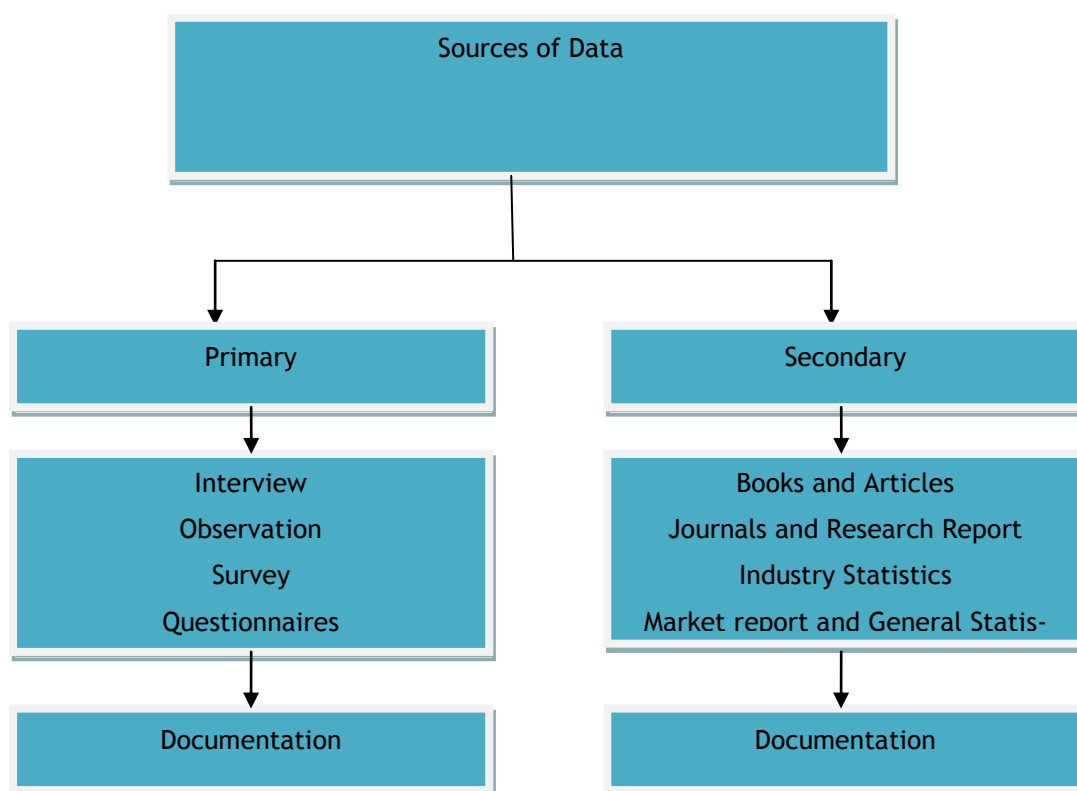 Sources of Data
Primary
Secondary
Interview
Observation
Survey
Questionnaires
Books and Articles
Journals and Research Report
Industry Statistics
Market report and General Statis-
Documentation
Documentation